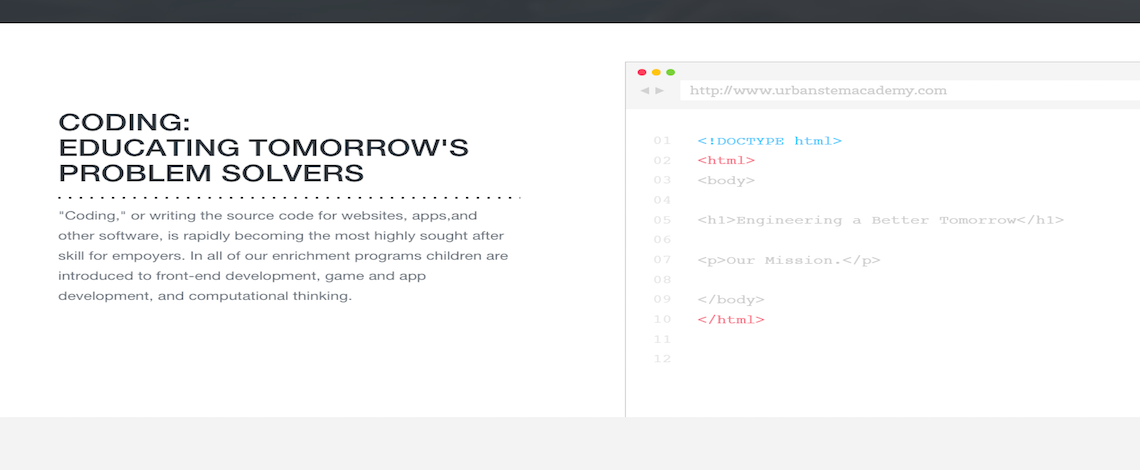 CODING:
EDUCATING TOMORROW'S
PROBLEM SOLVERS
"Coding," or writing the source code for websites, apps,and
other software, is rapidly becoming the most highly sought after
skill for empoyers. In all of our enrichment programs children are
introduced to front-end development, game and app
development, and computational thinking.
http://www.urbanstemacademy.com
01 <!DOCTYPE html>
02 <html>
03 <body>
04
05 <h1>Engineering a Better Tomorrow</h1>
06
07 <p>Our Mission.</p>
08
09 </body>
10 </html>
11
12